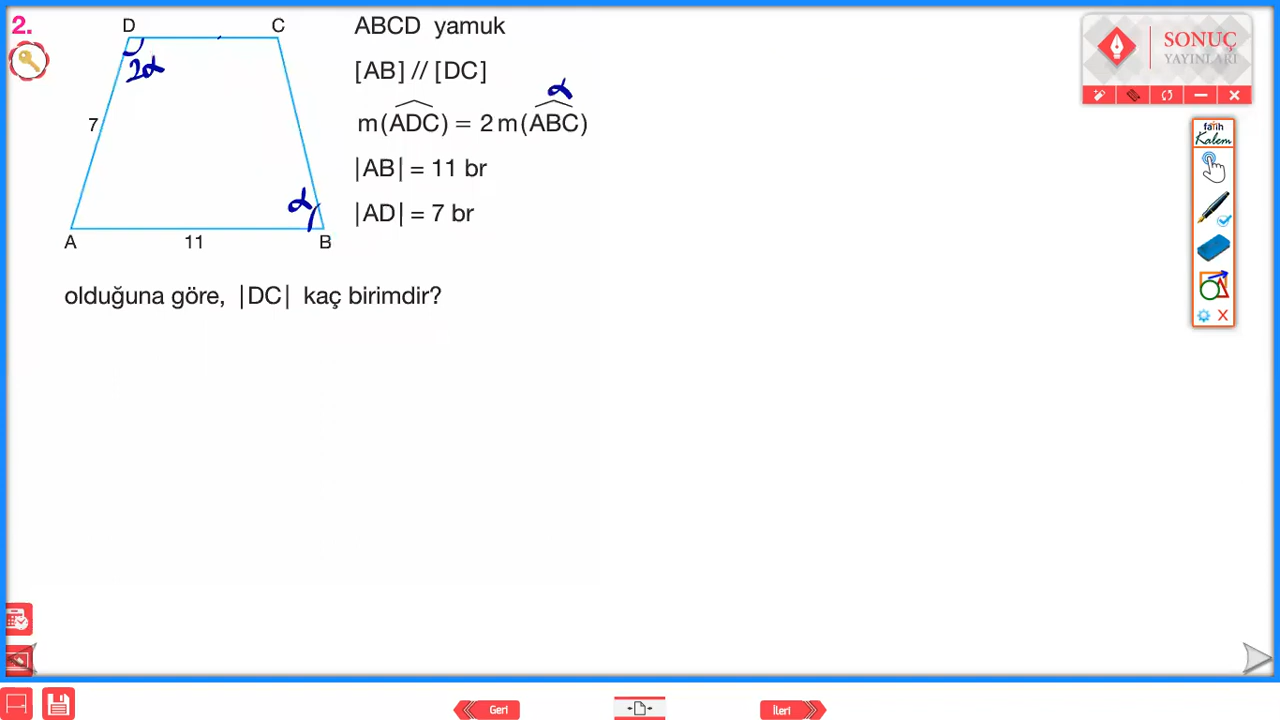 2.
D
C
2α
7
α
A
11
B
ABCD yamuk
[AB] // [DC]
α
m(ADC) = 2 m(ABC)
|AB| = 11 br
|AD| = 7 br
olduğuna göre, |DC| kaç birimdir?
SONUÇ
YAYINLARI
fatih
Kalem
Geri
İleri